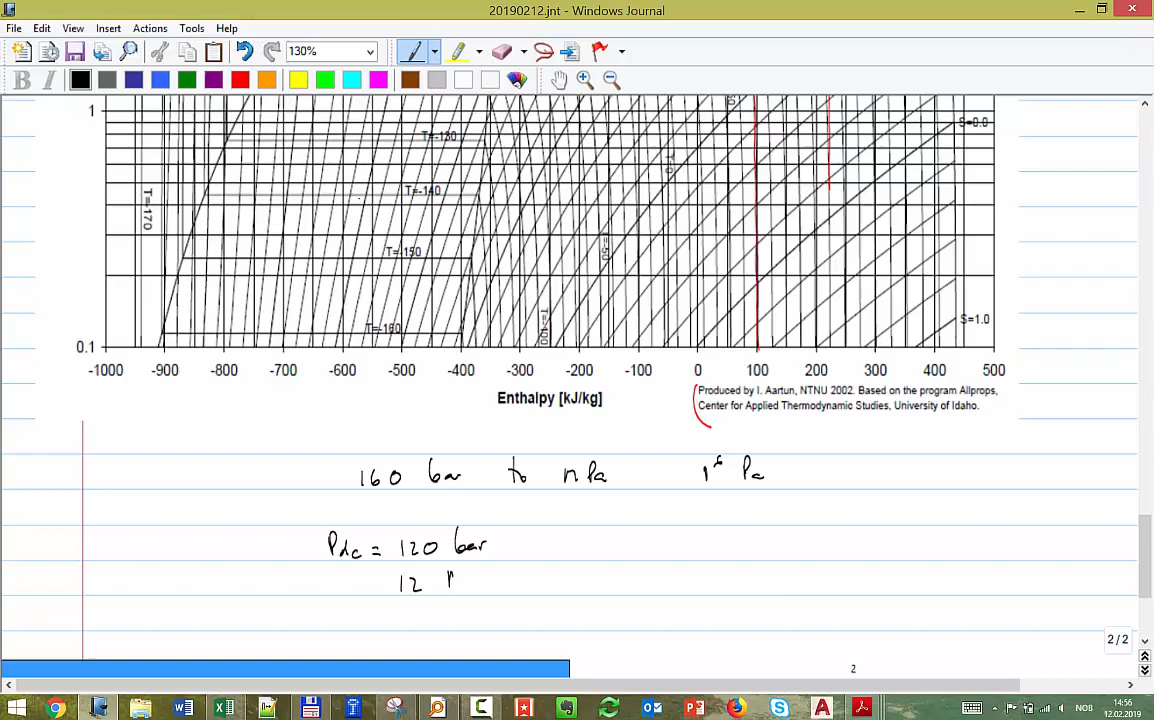 20190212.jnt - Windows Journal
File Edit View Insert Actions Tools Help
130%
B I
1
T=-130
S=0.0
T=-140
T=-170
T=-150
T=-50
T=-160
T=-100
S=1.0
0.1
-1000 -900 -800 -700 -600 -500 -400 -300 -200 -100 0 100 200 300 400 500
Enthalpy [kJ/kg]
Produced by I. Aartun, NTNU 2002. Based on the program Allprops,
Center for Applied Thermodynamic Studies, University of Idaho.
160 bar to MPa
Pdc = 120 bar
12
2 / 2
2
NOB
14:56
12.02.2019